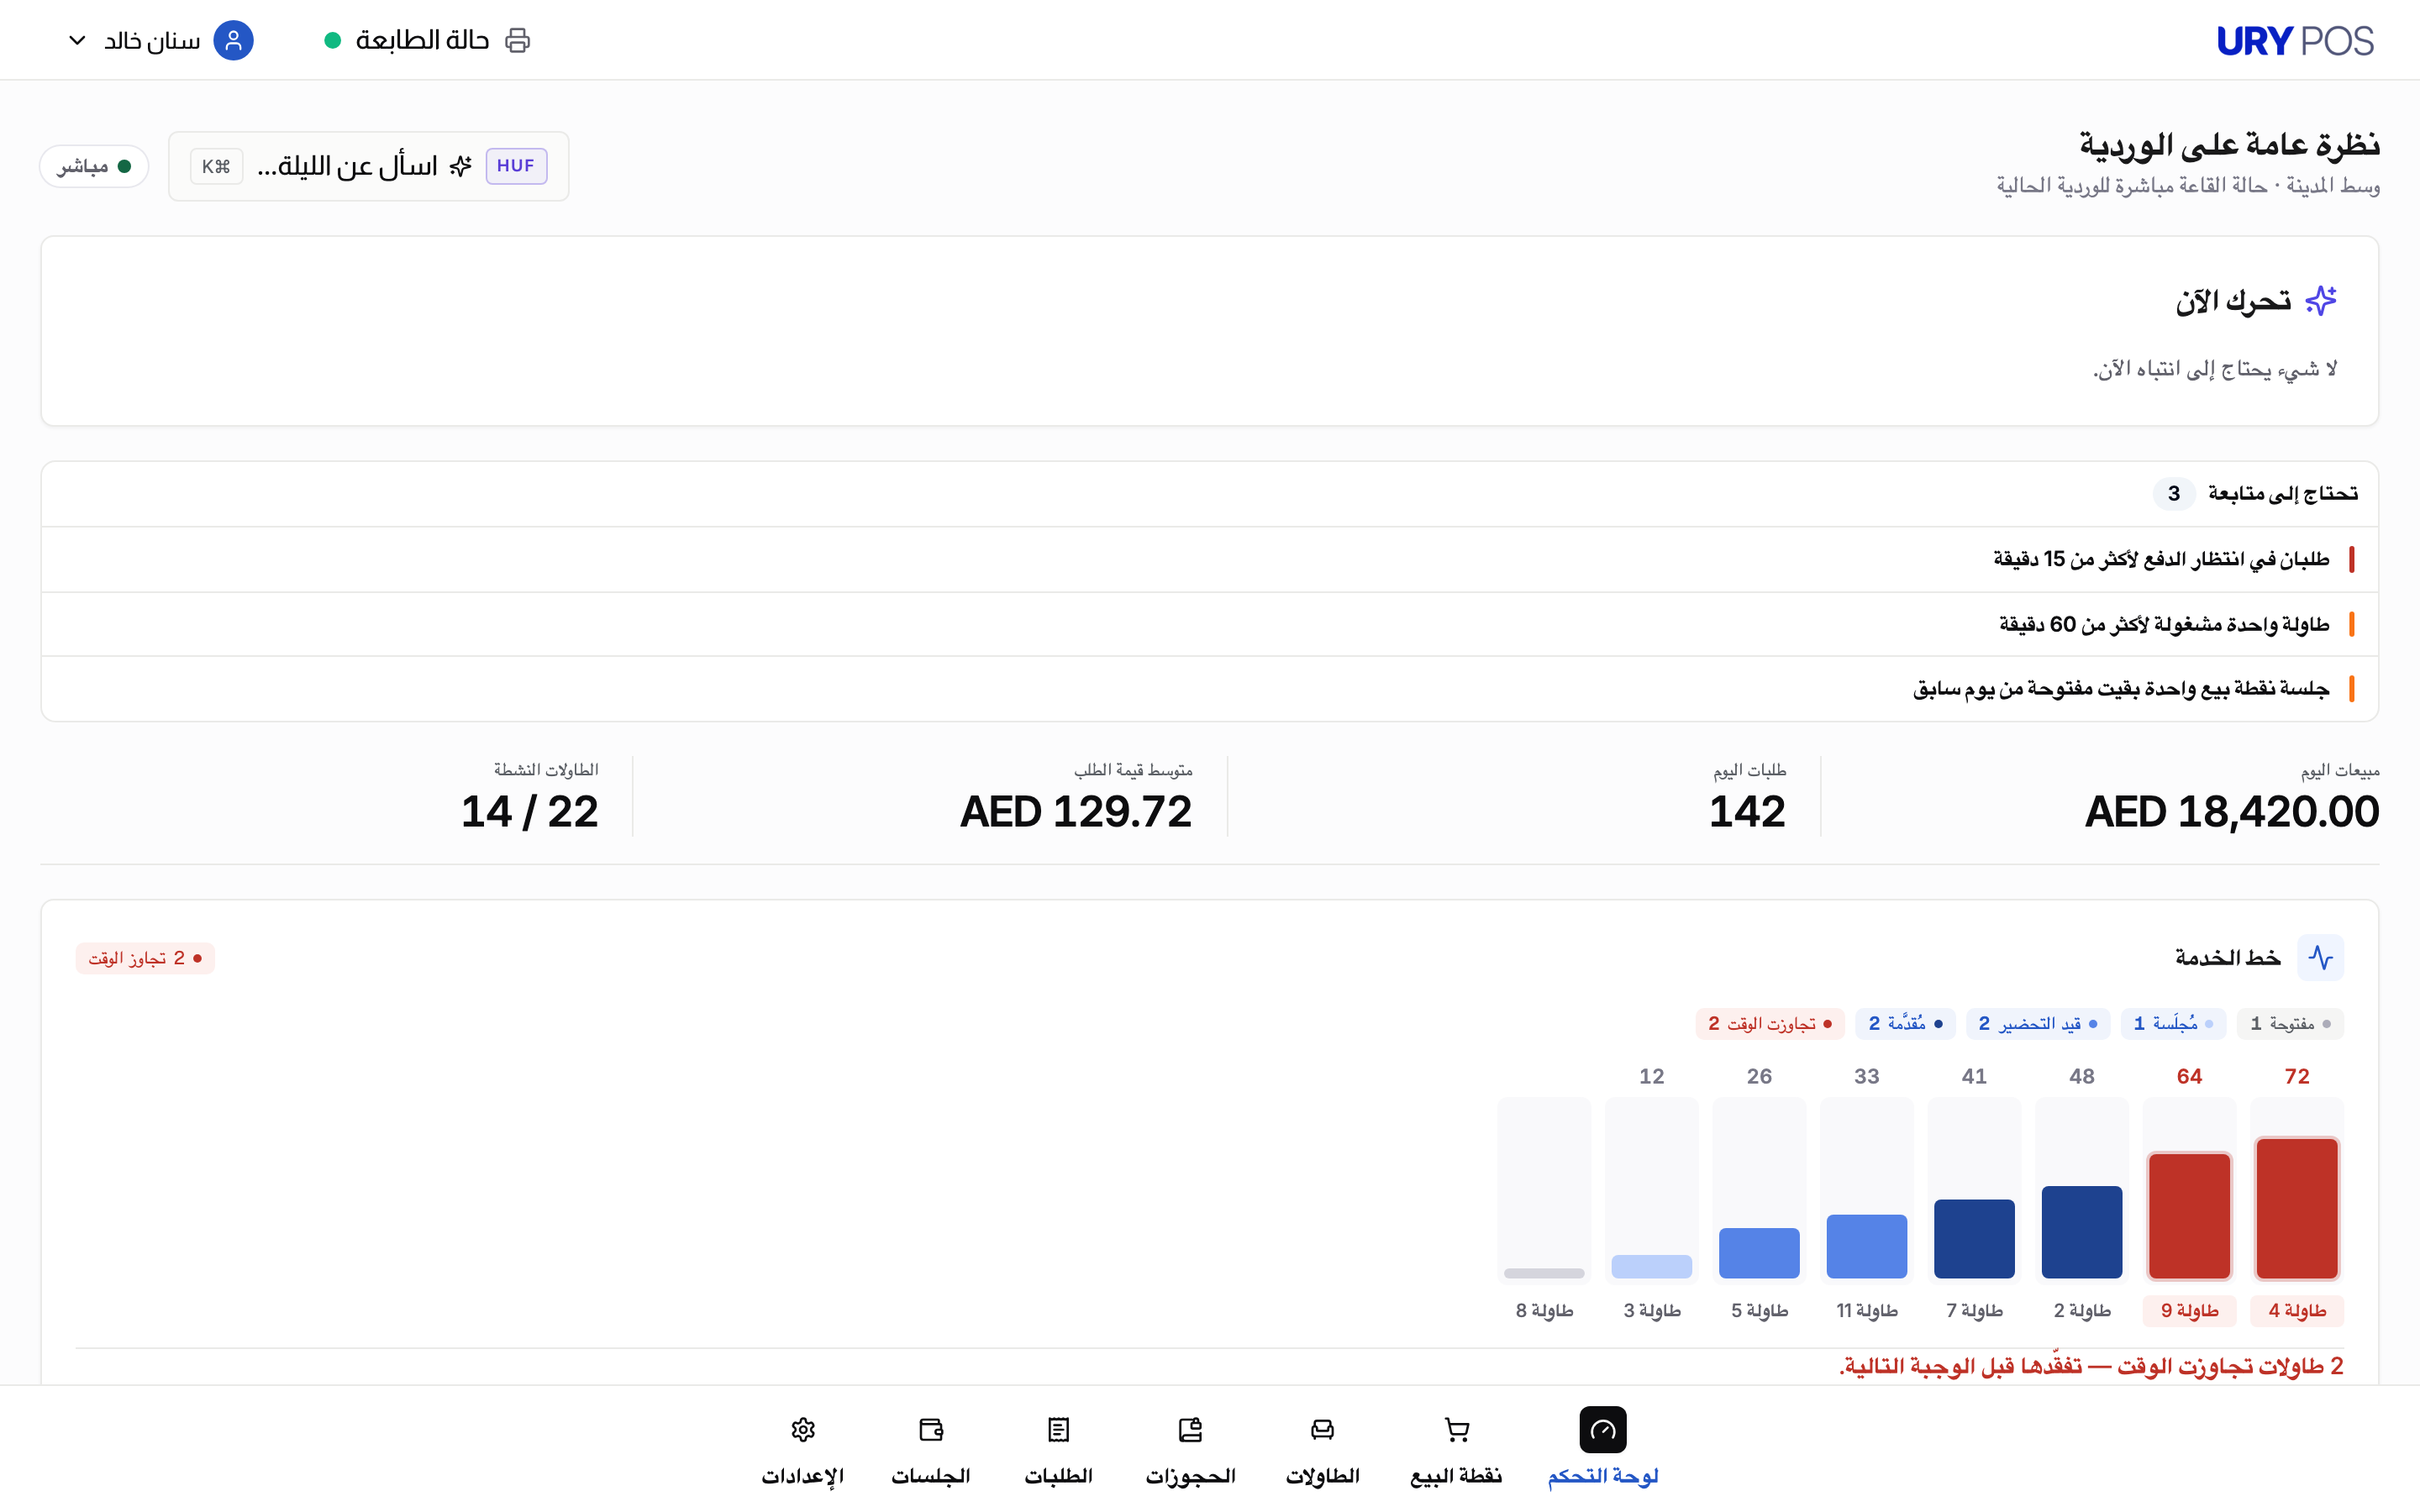 URY POS
حالة الطابعة
سنان خالد
نظرة عامة على الوردية
وسط المدينة · حالة القاعة مباشرة للوردية الحالية
HUF اسأل عن الليلة... ⌘K
مباشر
تحرك الآن
لا شيء يحتاج إلى انتباه الآن.
تحتاج إلى متابعة 3
طلبان في انتظار الدفع لأكثر من 15 دقيقة
طاولة واحدة مشغولة لأكثر من 60 دقيقة
جلسة نقطة بيع واحدة بقيت مفتوحة من يوم سابق
مبيعات اليوم
AED 18,420.00
طلبات اليوم
142
متوسط قيمة الطلب
AED 129.72
الطاولات النشطة
14 / 22
خط الخدمة
2 تجاوز الوقت
مفتوحة 1
مُجلَسة 1
قيد التحضير 2
مُقدَّمة 2
تجاوزت الوقت 2
72 64 48 41 33 26 12
طاولة 4 طاولة 9 طاولة 2 طاولة 7 طاولة 11 طاولة 5 طاولة 3 طاولة 8
2 طاولات تجاوزت الوقت — تفقّدها قبل الوجبة التالية.
لوحة التحكم
نقطة البيع
الطاولات
الحجوزات
الطلبات
الجلسات
الإعدادات